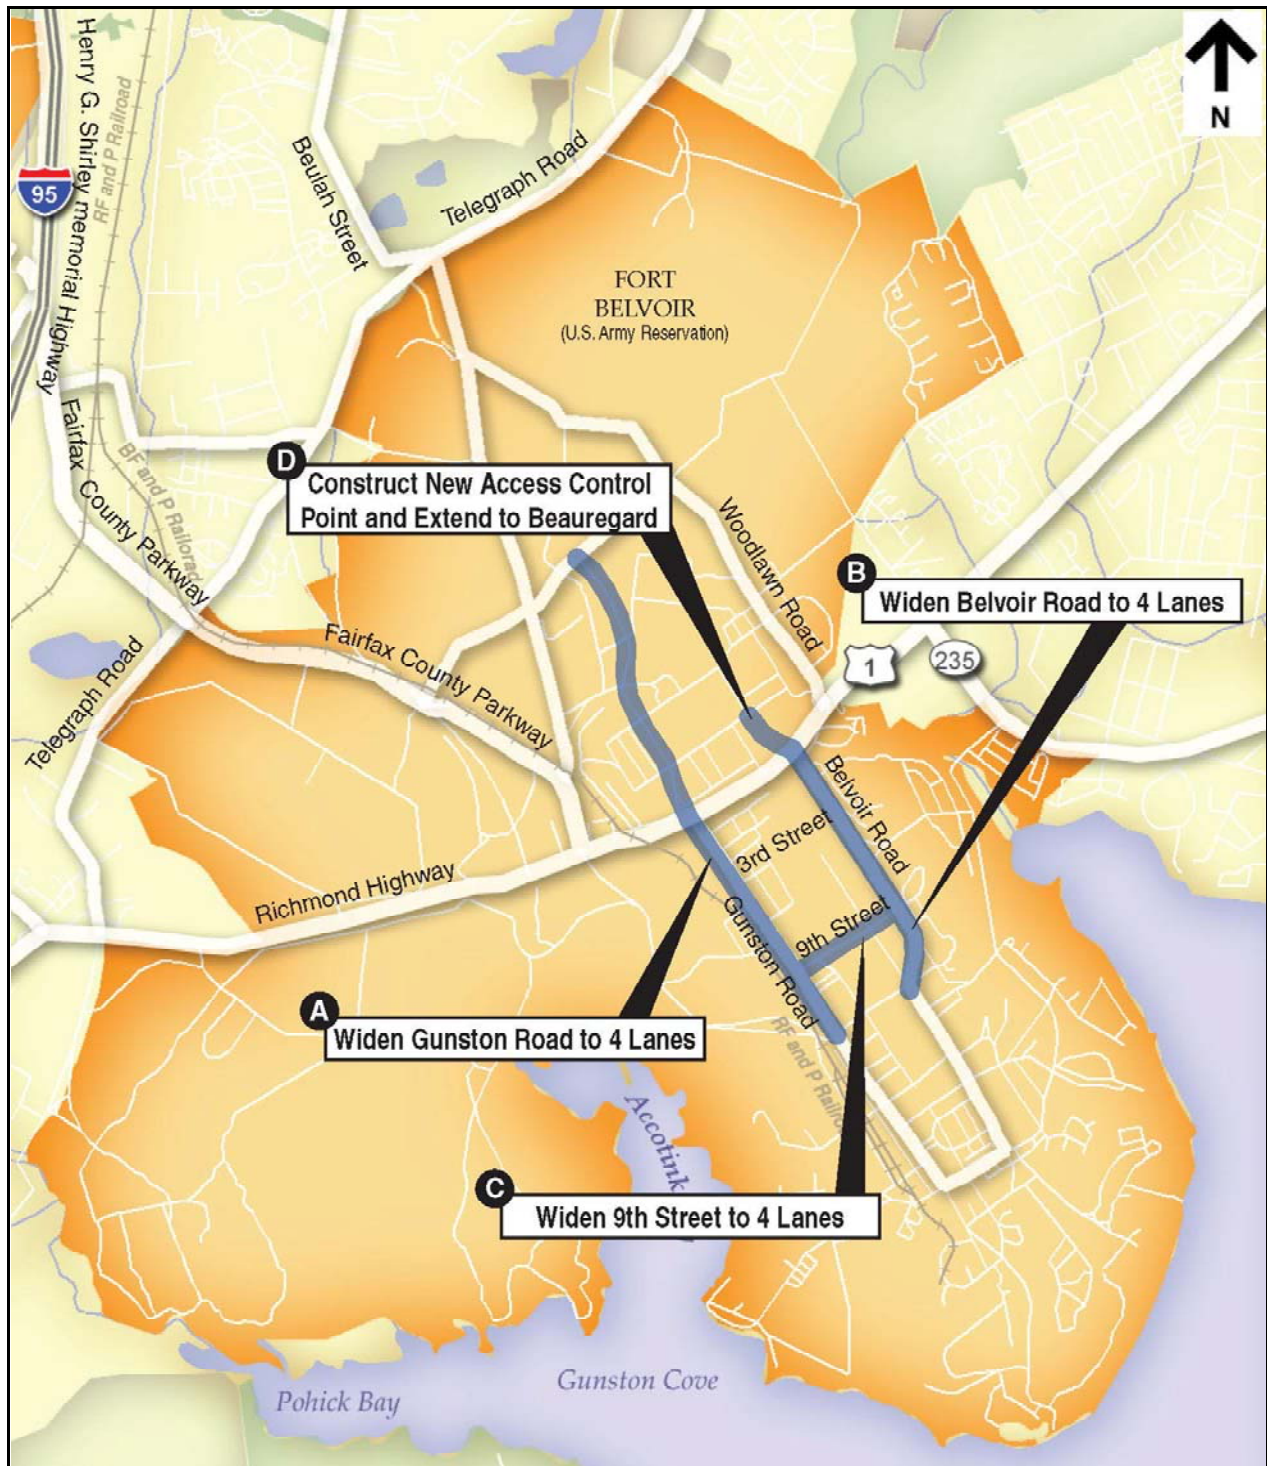 Henry G. Shirley memorial Highway
RF and P Railroad
95
N
Beulah Street
Telegraph Road
FORT
BELVOIR
(U.S. Army Reservation)
Fairfax County Parkway
BF and P Railorad
D
Construct New Access Control
Point and Extend to Beauregard
Woodlawn Road
B
Widen Belvoir Road to 4 Lanes
Fairfax County Parkway
1
235
Telegraph Road
Belvoir Road
3rd Street
Richmond Highway
Gunston Road
9th Street
A
Widen Gunston Road to 4 Lanes
RF and P Railro
Accotink
C
Widen 9th Street to 4 Lanes
Gunston Cove
Pohick Bay